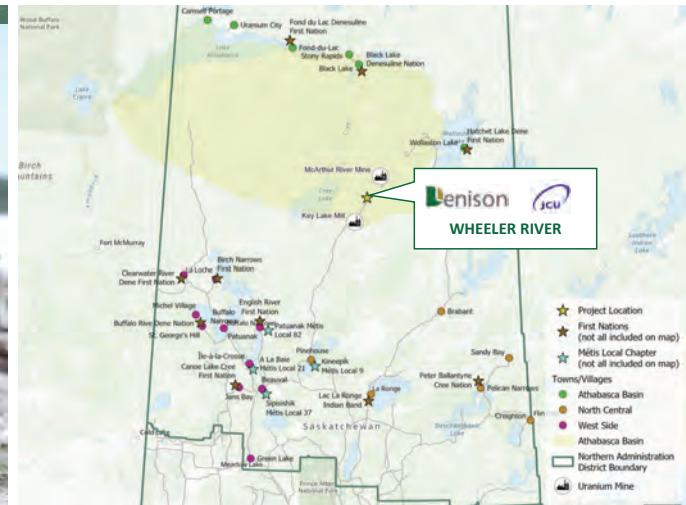 Wood Buffalo
National Park
Camsell Portage
Uranium City
Fond du Lac Denesuline
First Nation
Fond-du-Lac
Stony Rapids
Black Lake
Denesuline Nation
Black Lake
Lake
Athabasca
Lake
Claire
Hatchet Lake Dene
First Nation
Wollaston Lake
McArthur River Mine
Cree
Lake
Key Lake Mill
Denison
JCU
WHEELER RIVER
Birch
Mountains
Southern
Indian
Lake
Fort McMurray
Clearwater River
Dene First Nation
La Loche
Birch Narrows
First Nation
Michel Village
Buffalo
Narrows
Buffalo Rive Dene Nation
St. George's Hill
English River
First Nation
Patuanak Métis
Local 82
Patuanak
Île-à-la-Crosse
A La Baie
Métis Local 21
Canoe Lake Cree
First Nation
Jans Bay
Beauval
Sipisishik
Métis Local 37
Pinehouse
Kineepik
Métis Local 9
Lac La Ronge
Indian Band
La Ronge
Brabant
Sandy Bay
Peter Ballantyne
Cree Nation
Pelican Narrows
Creighton
Flin
Deschambault
Lake
Saskatchewan
Cold Lake
Green Lake
Meadow Lake
Prince Albert
National Park
Project Location
First Nations
(not all included on map)
Métis Local Chapter
(not all included on map)
Towns/Villages
Athabasca Basin
North Central
West Side
Athabasca Basin
Northern Administration
District Boundary
Uranium Mine